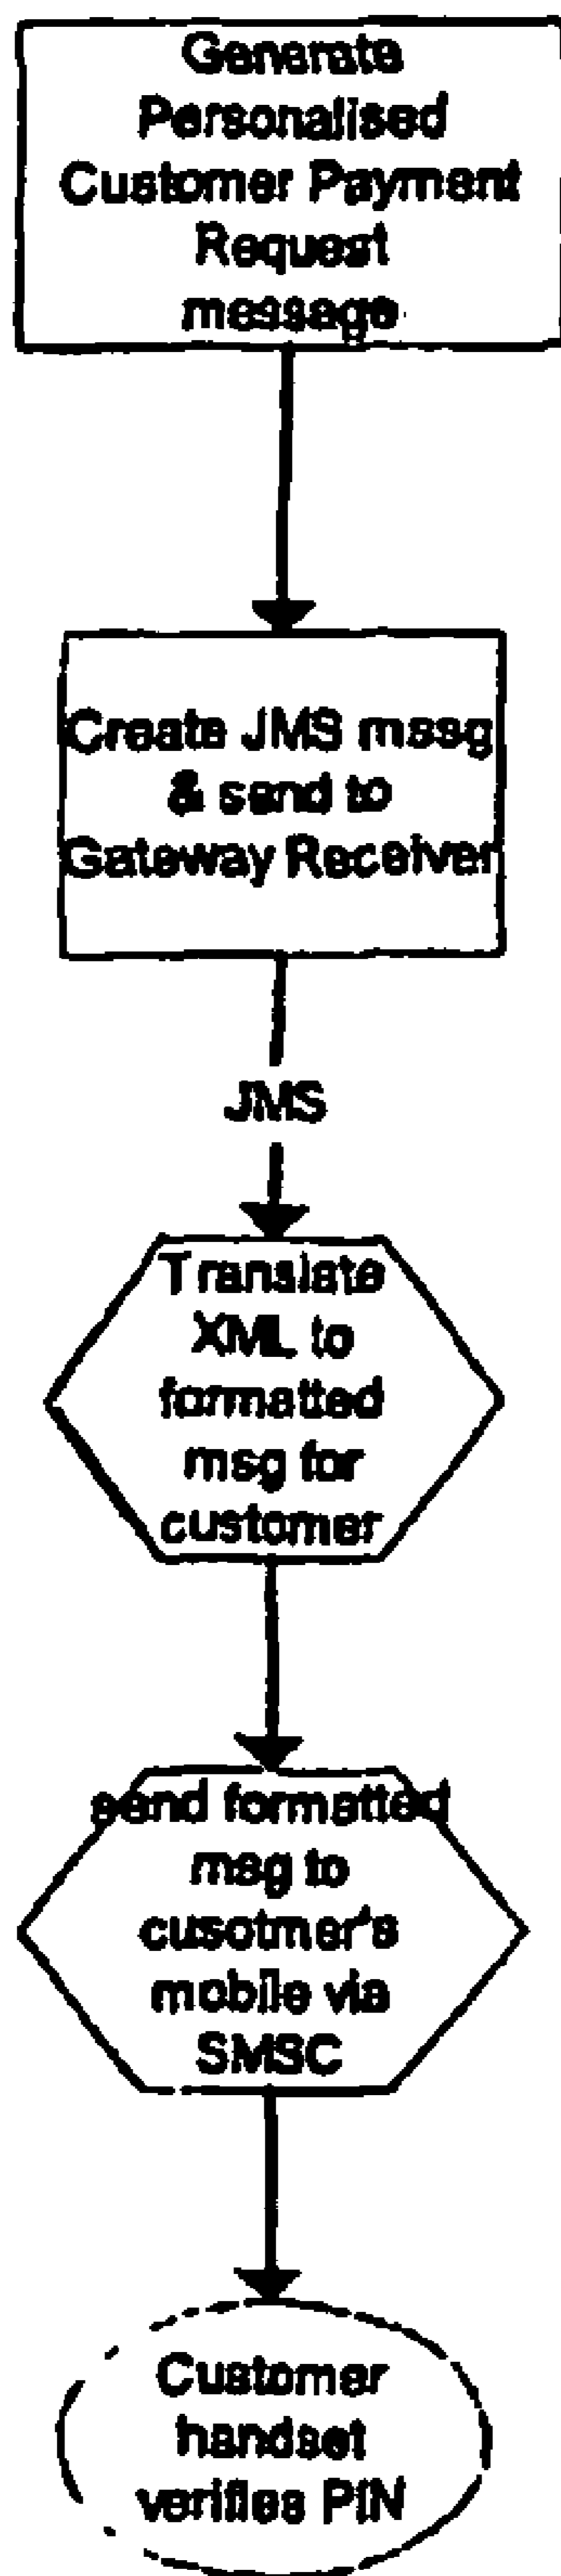 Generate
Personalised
Customer Payment
Request
message
Create JMS mssg
& send to
Gateway Receiver
JMS
Translate
XML to
formatted
msg for
customer
send formatted
msg to
cusotmer's
mobile via
SMSC
Customer
handset
verifies PIN